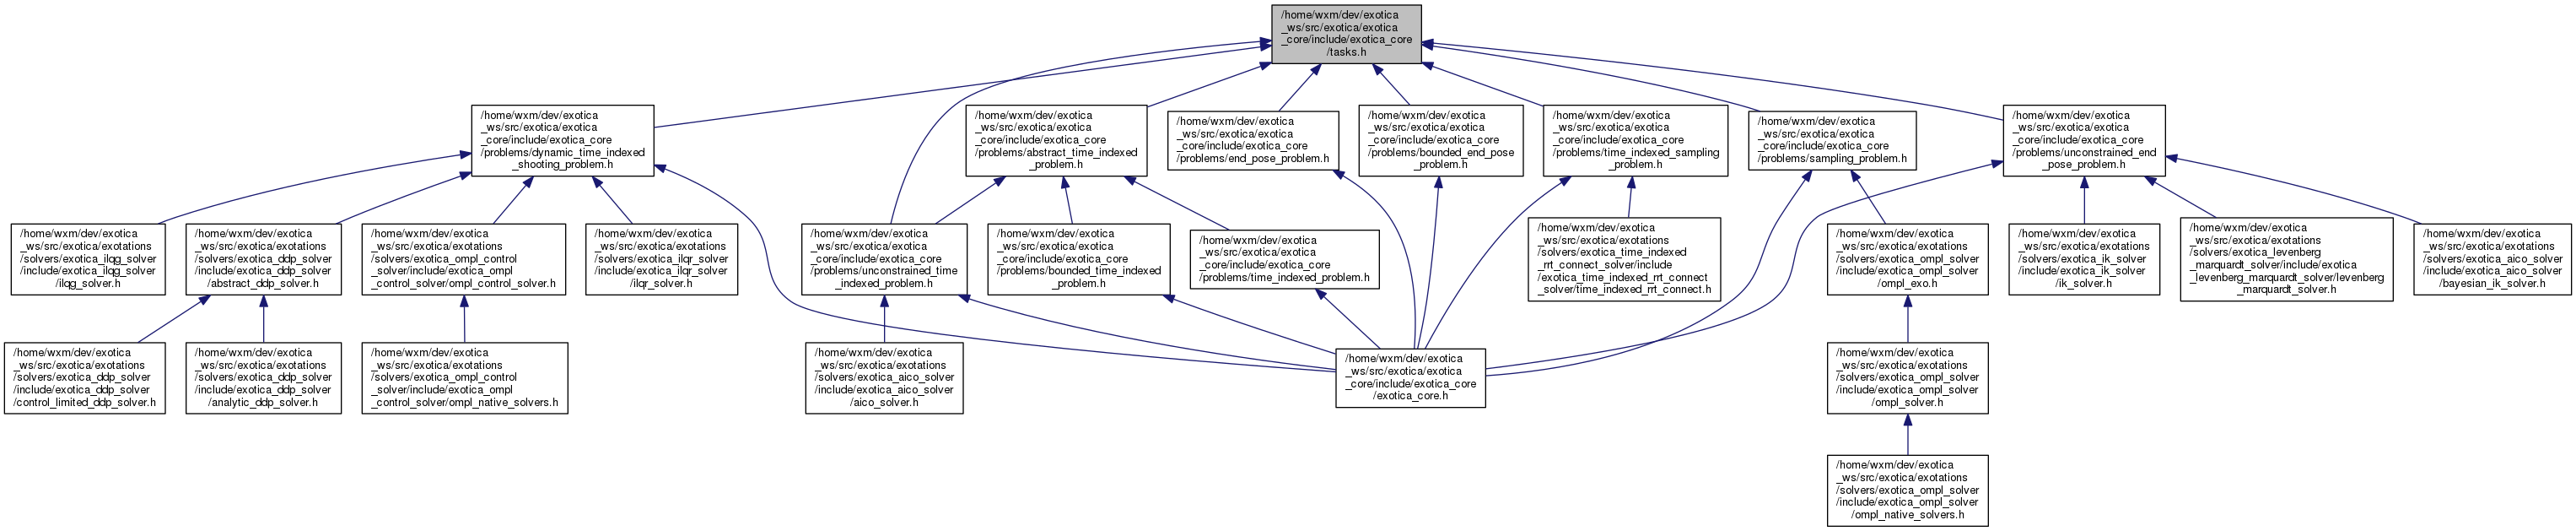 /home/wxm/dev/exotica
_ws/src/exotica/exotica
_core/include/exotica_core
/tasks.h
/home/wxm/dev/exotica
_ws/src/exotica/exotica
_core/include/exotica_core
/problems/dynamic_time_indexed
_shooting_problem.h
/home/wxm/dev/exotica
_ws/src/exotica/exotica
_core/include/exotica_core
/problems/abstract_time_indexed
_problem.h
/home/wxm/dev/exotica
_ws/src/exotica/exotica
_core/include/exotica_core
/problems/end_pose_problem.h
/home/wxm/dev/exotica
_ws/src/exotica/exotica
_core/include/exotica_core
/problems/bounded_end_pose
_problem.h
/home/wxm/dev/exotica
_ws/src/exotica/exotica
_core/include/exotica_core
/problems/time_indexed_sampling
_problem.h
/home/wxm/dev/exotica
_ws/src/exotica/exotica
_core/include/exotica_core
/problems/sampling_problem.h
/home/wxm/dev/exotica
_ws/src/exotica/exotica
_core/include/exotica_core
/problems/unconstrained_end
_pose_problem.h
/home/wxm/dev/exotica
_ws/src/exotica/exotations
/solvers/exotica_ilqg_solver
/include/exotica_ilqg_solver
/ilqg_solver.h
/home/wxm/dev/exotica
_ws/src/exotica/exotations
/solvers/exotica_ddp_solver
/include/exotica_ddp_solver
/abstract_ddp_solver.h
/home/wxm/dev/exotica
_ws/src/exotica/exotations
/solvers/exotica_ompl_control
_solver/include/exotica_ompl
_control_solver/ompl_control_solver.h
/home/wxm/dev/exotica
_ws/src/exotica/exotations
/solvers/exotica_ilqr_solver
/include/exotica_ilqr_solver
/ilqr_solver.h
/home/wxm/dev/exotica
_ws/src/exotica/exotica
_core/include/exotica_core
/problems/unconstrained_time
_indexed_problem.h
/home/wxm/dev/exotica
_ws/src/exotica/exotica
_core/include/exotica_core
/problems/bounded_time_indexed
_problem.h
/home/wxm/dev/exotica
_ws/src/exotica/exotica
_core/include/exotica_core
/problems/time_indexed_problem.h
/home/wxm/dev/exotica
_ws/src/exotica/exotations
/solvers/exotica_time_indexed
_rrt_connect_solver/include
/exotica_time_indexed_rrt_connect
_solver/time_indexed_rrt_connect.h
/home/wxm/dev/exotica
_ws/src/exotica/exotations
/solvers/exotica_ompl_solver
/include/exotica_ompl_solver
/ompl_exo.h
/home/wxm/dev/exotica
_ws/src/exotica/exotations
/solvers/exotica_ik_solver
/include/exotica_ik_solver
/ik_solver.h
/home/wxm/dev/exotica
_ws/src/exotica/exotations
/solvers/exotica_levenberg
_marquardt_solver/include/exotica
_levenberg_marquardt_solver/levenberg
_marquardt_solver.h
/home/wxm/dev/exotica
_ws/src/exotica/exotations
/solvers/exotica_aico_solver
/include/exotica_aico_solver
/bayesian_ik_solver.h
/home/wxm/dev/exotica
_ws/src/exotica/exotations
/solvers/exotica_ddp_solver
/include/exotica_ddp_solver
/control_limited_ddp_solver.h
/home/wxm/dev/exotica
_ws/src/exotica/exotations
/solvers/exotica_ddp_solver
/include/exotica_ddp_solver
/analytic_ddp_solver.h
/home/wxm/dev/exotica
_ws/src/exotica/exotations
/solvers/exotica_ompl_control
_solver/include/exotica_ompl
_control_solver/ompl_native_solvers.h
/home/wxm/dev/exotica
_ws/src/exotica/exotations
/solvers/exotica_aico_solver
/include/exotica_aico_solver
/aico_solver.h
/home/wxm/dev/exotica
_ws/src/exotica/exotica
_core/include/exotica_core
/exotica_core.h
/home/wxm/dev/exotica
_ws/src/exotica/exotations
/solvers/exotica_ompl_solver
/include/exotica_ompl_solver
/ompl_solver.h
/home/wxm/dev/exotica
_ws/src/exotica/exotations
/solvers/exotica_ompl_solver
/include/exotica_ompl_solver
/ompl_native_solvers.h